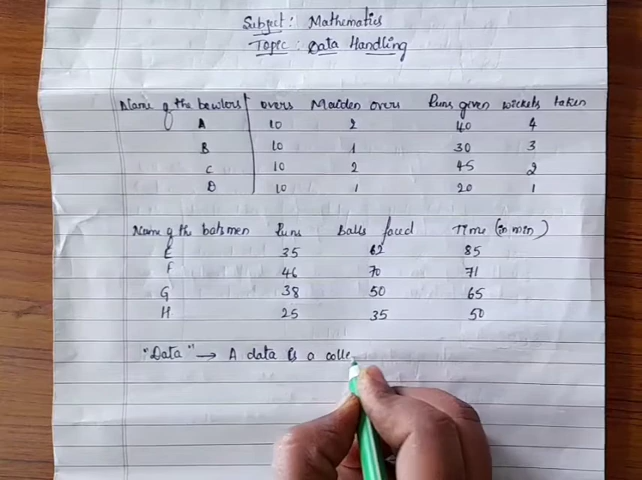 Subject: Mathematics
Topic: Data Handling
Name of the bowlers overs Maiden overs Runs given wickets taken
A 10 2 40 4
B 10 1 30 3
C 10 2 45 2
D 10 1 20 1
Name of the batsmen Runs Balls faced Time (in min)
E 35 62 85
F 46 70 71
G 38 50 65
H 25 35 50
"Data" → A data is a colle